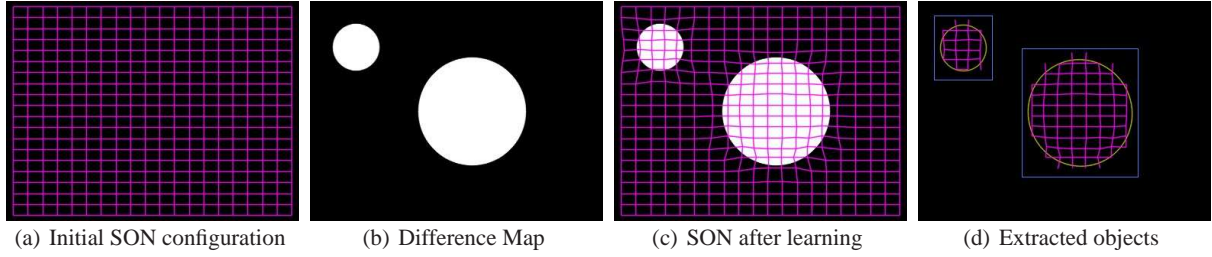 (a) Initial SON configuration
(b) Difference Map
(c) SON after learning
(d) Extracted objects